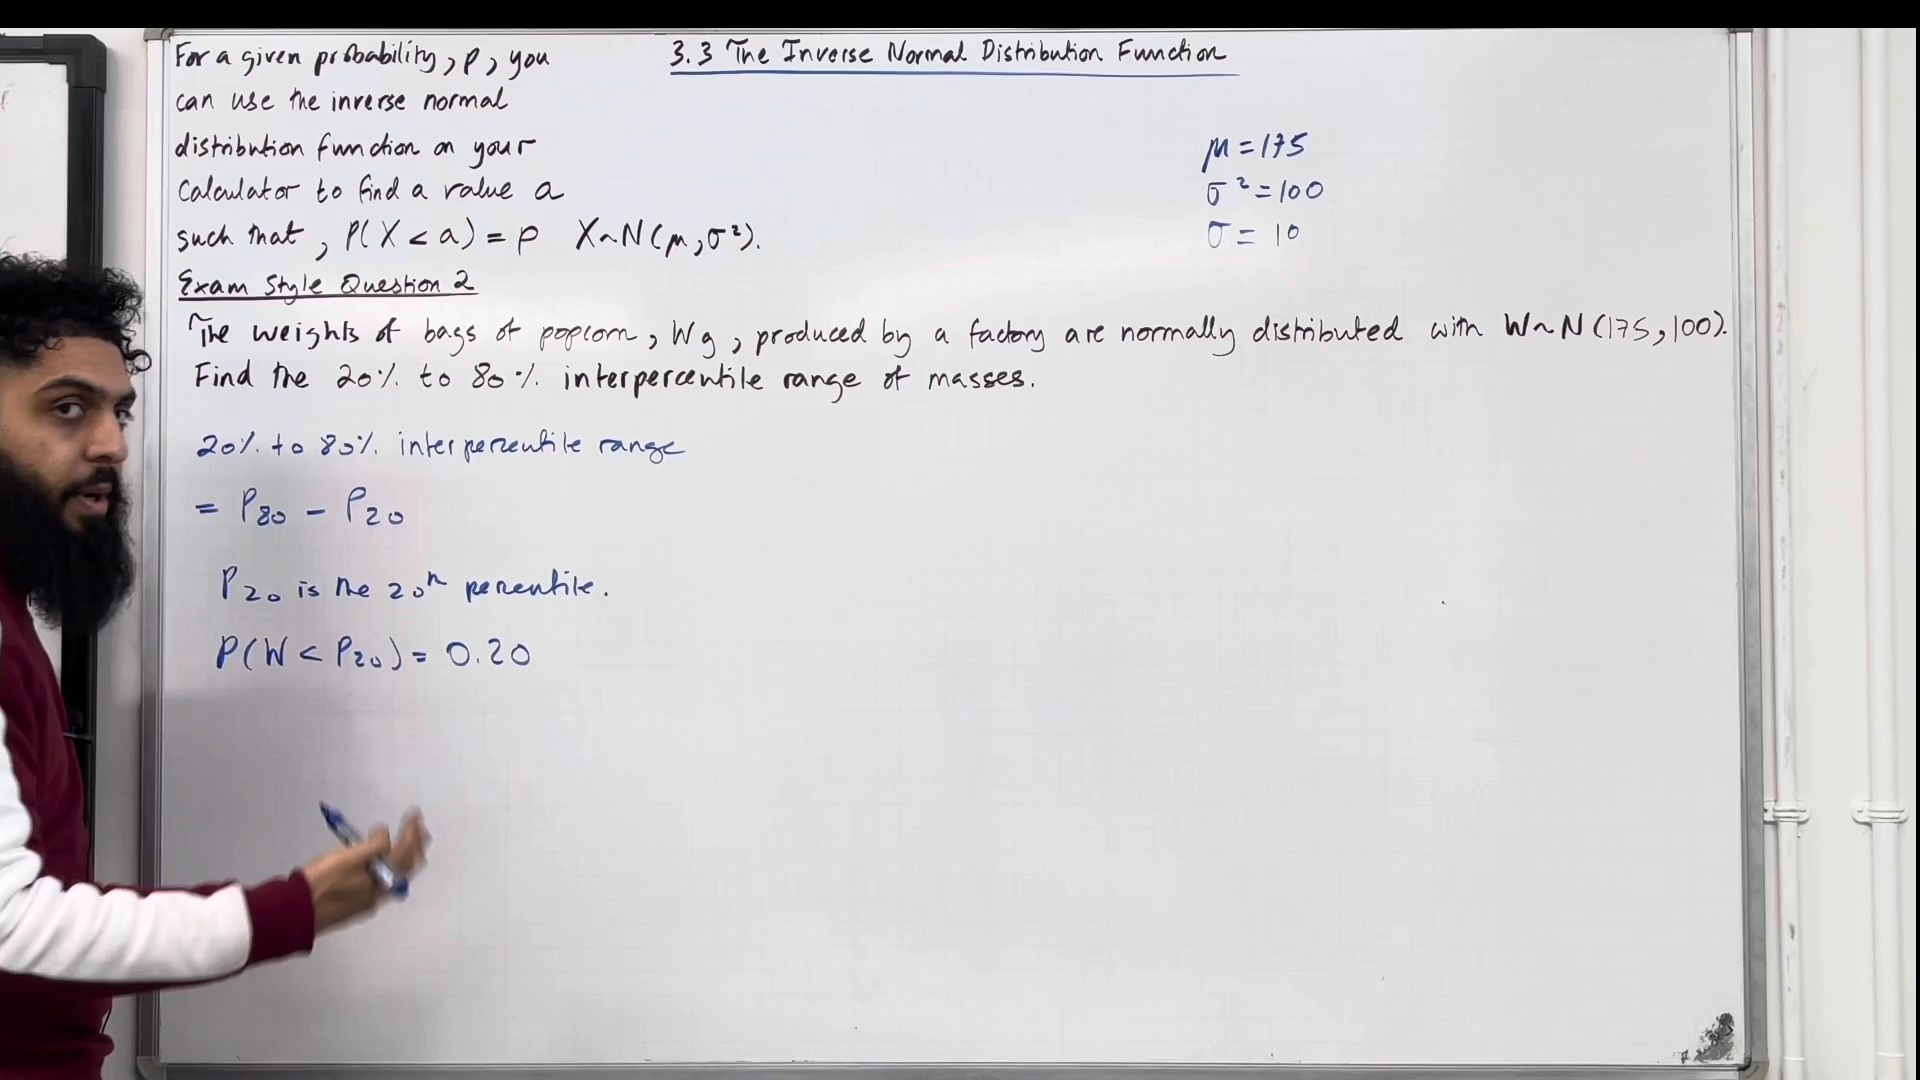 3.3 The Inverse Normal Distribution Function
For a given probability, p, you
can use the inverse normal
distribution function on your
Calculator to find a value a
such that, P(X < a) = p X~N(μ, σ²).
μ = 175
σ² = 100
σ = 10
Exam Style Question 2
The weights of bags of popcorn, W g, produced by a factory are normally distributed with W~N(175, 100).
Find the 20% to 80% interpercentile range of masses.
20% to 80% interpercentile range
= P₈₀ - P₂₀
P₂₀ is the 20ᵗʰ percentile.
P(W < P₂₀) = 0.20